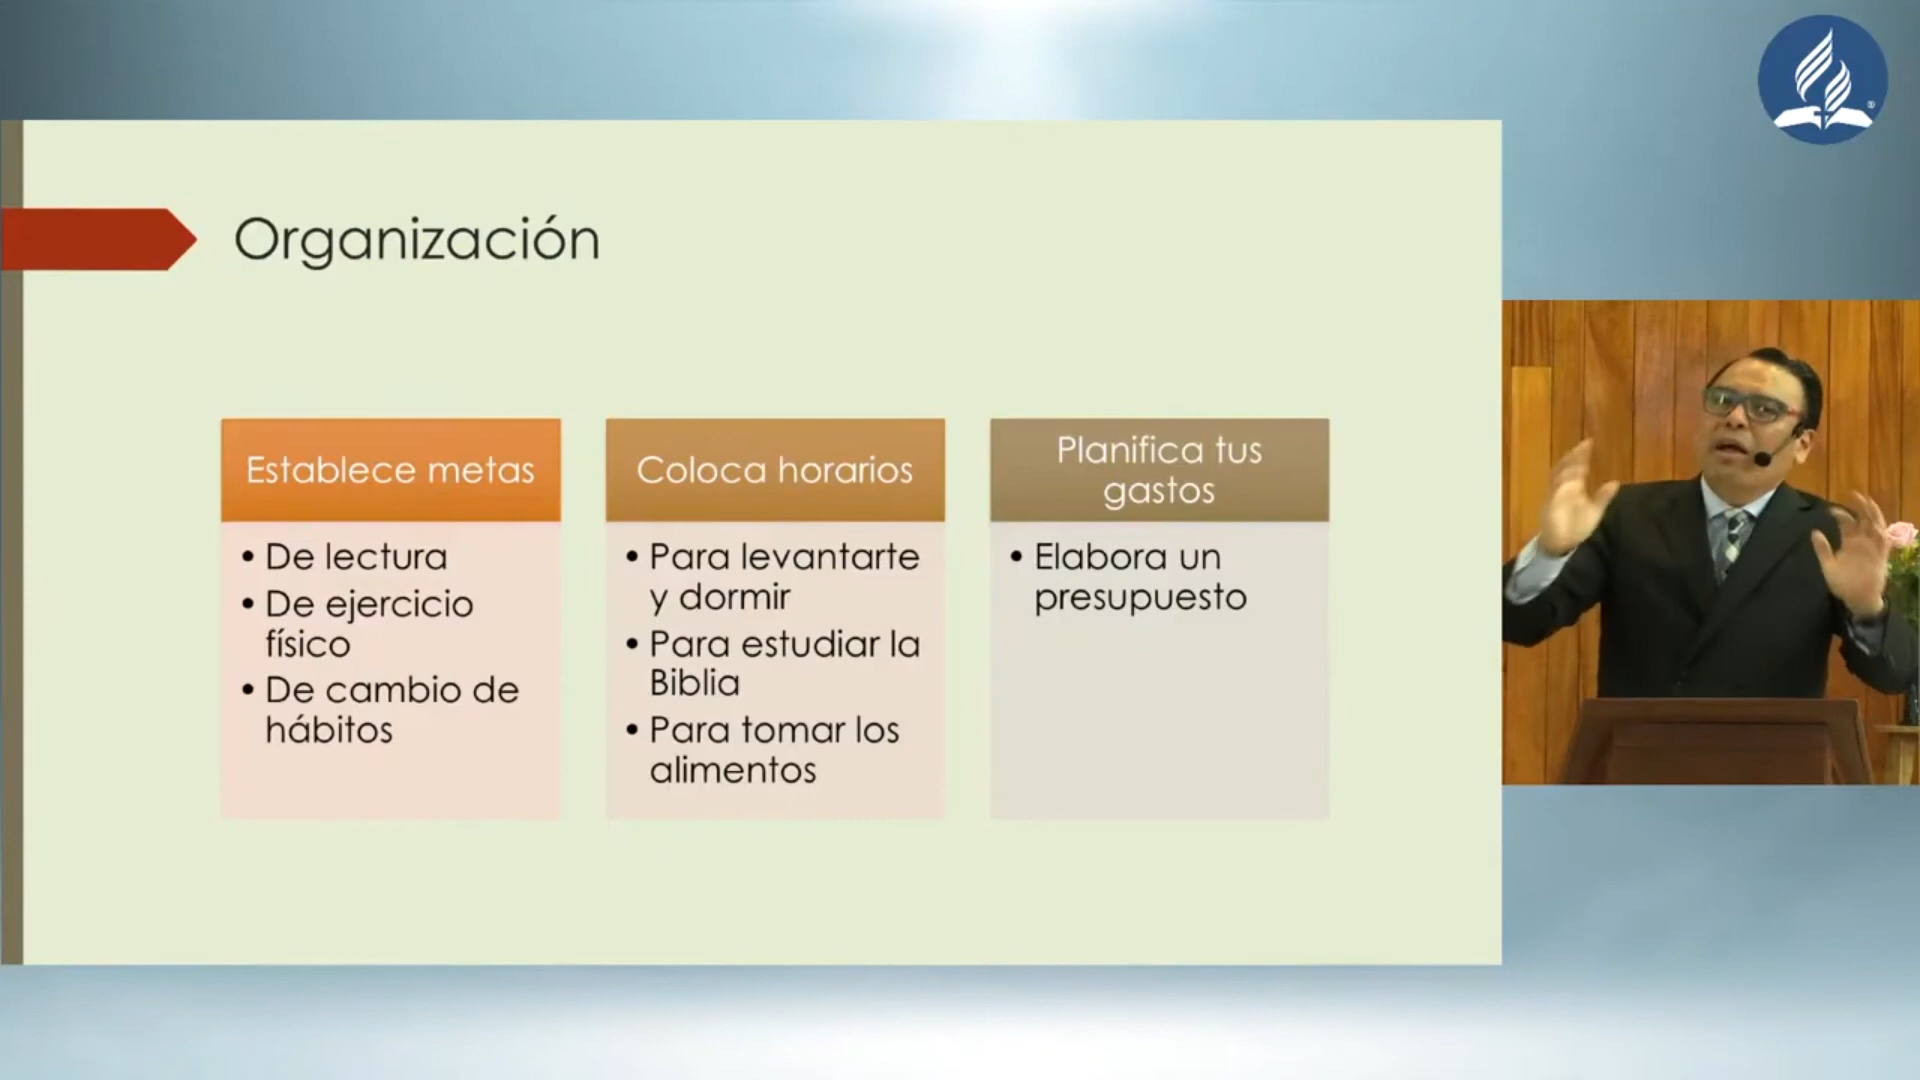 Organización
Establece metas
• De lectura
• De ejercicio
físico
• De cambio de
hábitos
Coloca horarios
• Para levantarte
y dormir
• Para estudiar la
Biblia
• Para tomar los
alimentos
Planifica tus
gastos
• Elabora un
presupuesto
®